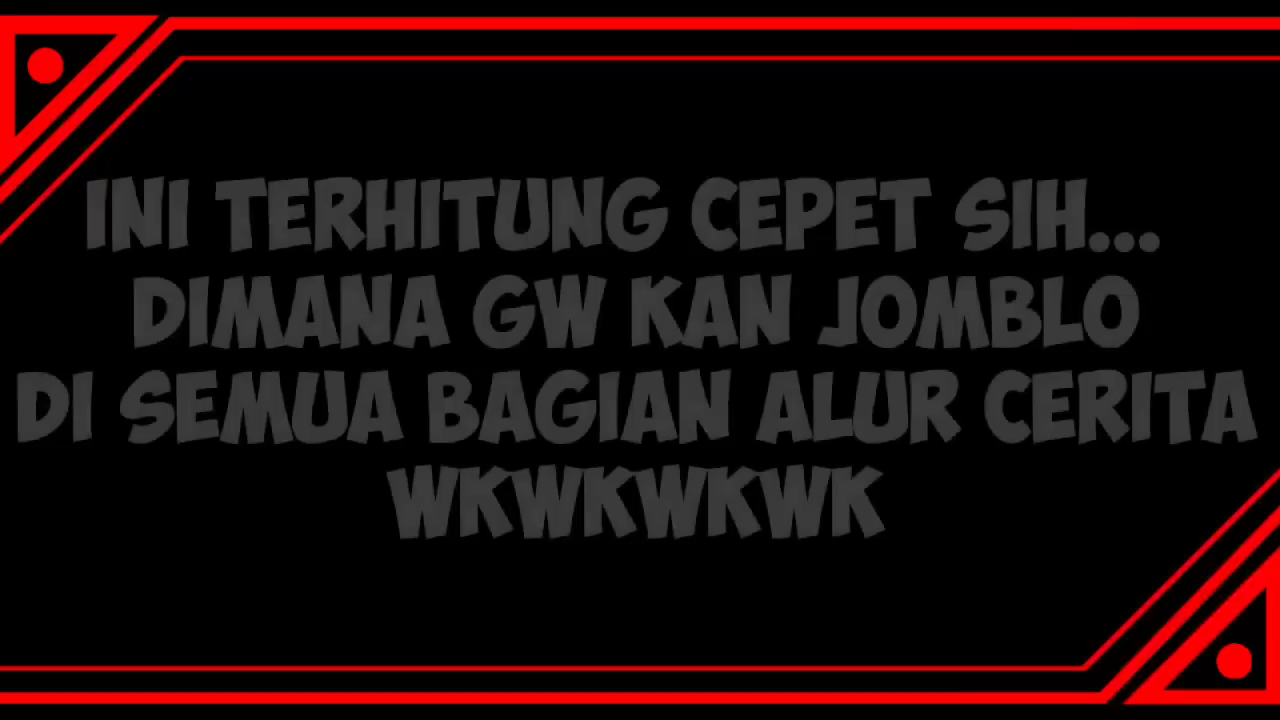 INI TERHITUNG CEPET SIH...
DIMANA GW KAN JOMBLO
DI SEMUA BAGIAN ALUR CERITA
WKWKWKWK